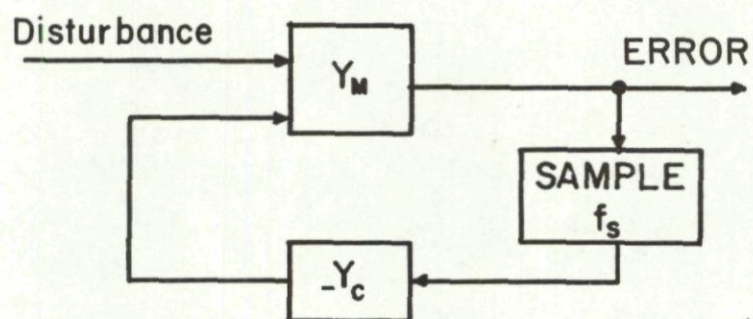 Disturbance
Y_M
ERROR
SAMPLE
f_s
-Y_c